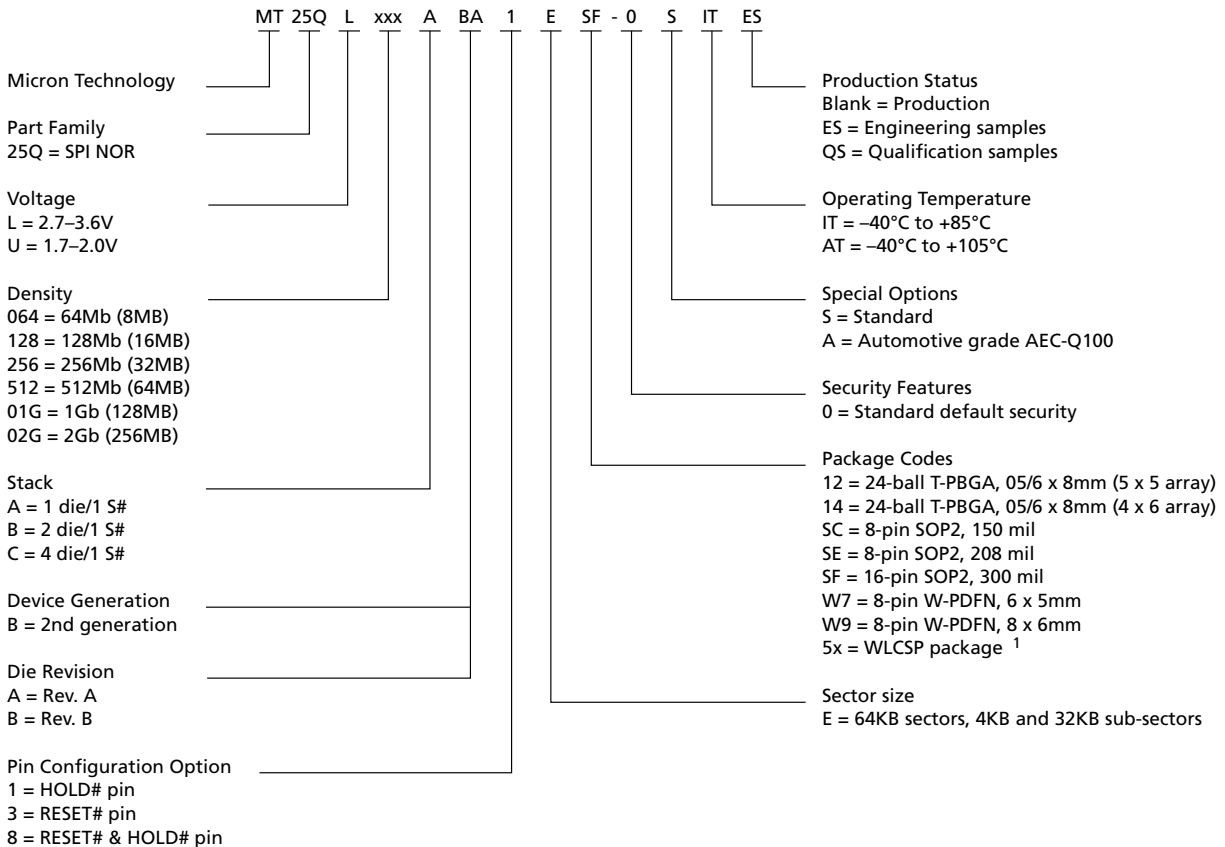 MT 25Q L xxx A BA 1 E SF - 0 S IT ES
Micron Technology
Part Family
25Q = SPI NOR
Voltage
L = 2.7–3.6V
U = 1.7–2.0V
Density
064 = 64Mb (8MB)
128 = 128Mb (16MB)
256 = 256Mb (32MB)
512 = 512Mb (64MB)
01G = 1Gb (128MB)
02G = 2Gb (256MB)
Stack
A = 1 die/1 S#
B = 2 die/1 S#
C = 4 die/1 S#
Device Generation
B = 2nd generation
Die Revision
A = Rev. A
B = Rev. B
Pin Configuration Option
1 = HOLD# pin
3 = RESET# pin
8 = RESET# & HOLD# pin
Production Status
Blank = Production
ES = Engineering samples
QS = Qualification samples
Operating Temperature
IT = –40°C to +85°C
AT = –40°C to +105°C
Special Options
S = Standard
A = Automotive grade AEC-Q100
Security Features
0 = Standard default security
Package Codes
12 = 24-ball T-PBGA, 05/6 x 8mm (5 x 5 array)
14 = 24-ball T-PBGA, 05/6 x 8mm (4 x 6 array)
SC = 8-pin SOP2, 150 mil
SE = 8-pin SOP2, 208 mil
SF = 16-pin SOP2, 300 mil
W7 = 8-pin W-PDFN, 6 x 5mm
W9 = 8-pin W-PDFN, 8 x 6mm
5x = WLCSP package 1
Sector size
E = 64KB sectors, 4KB and 32KB sub-sectors